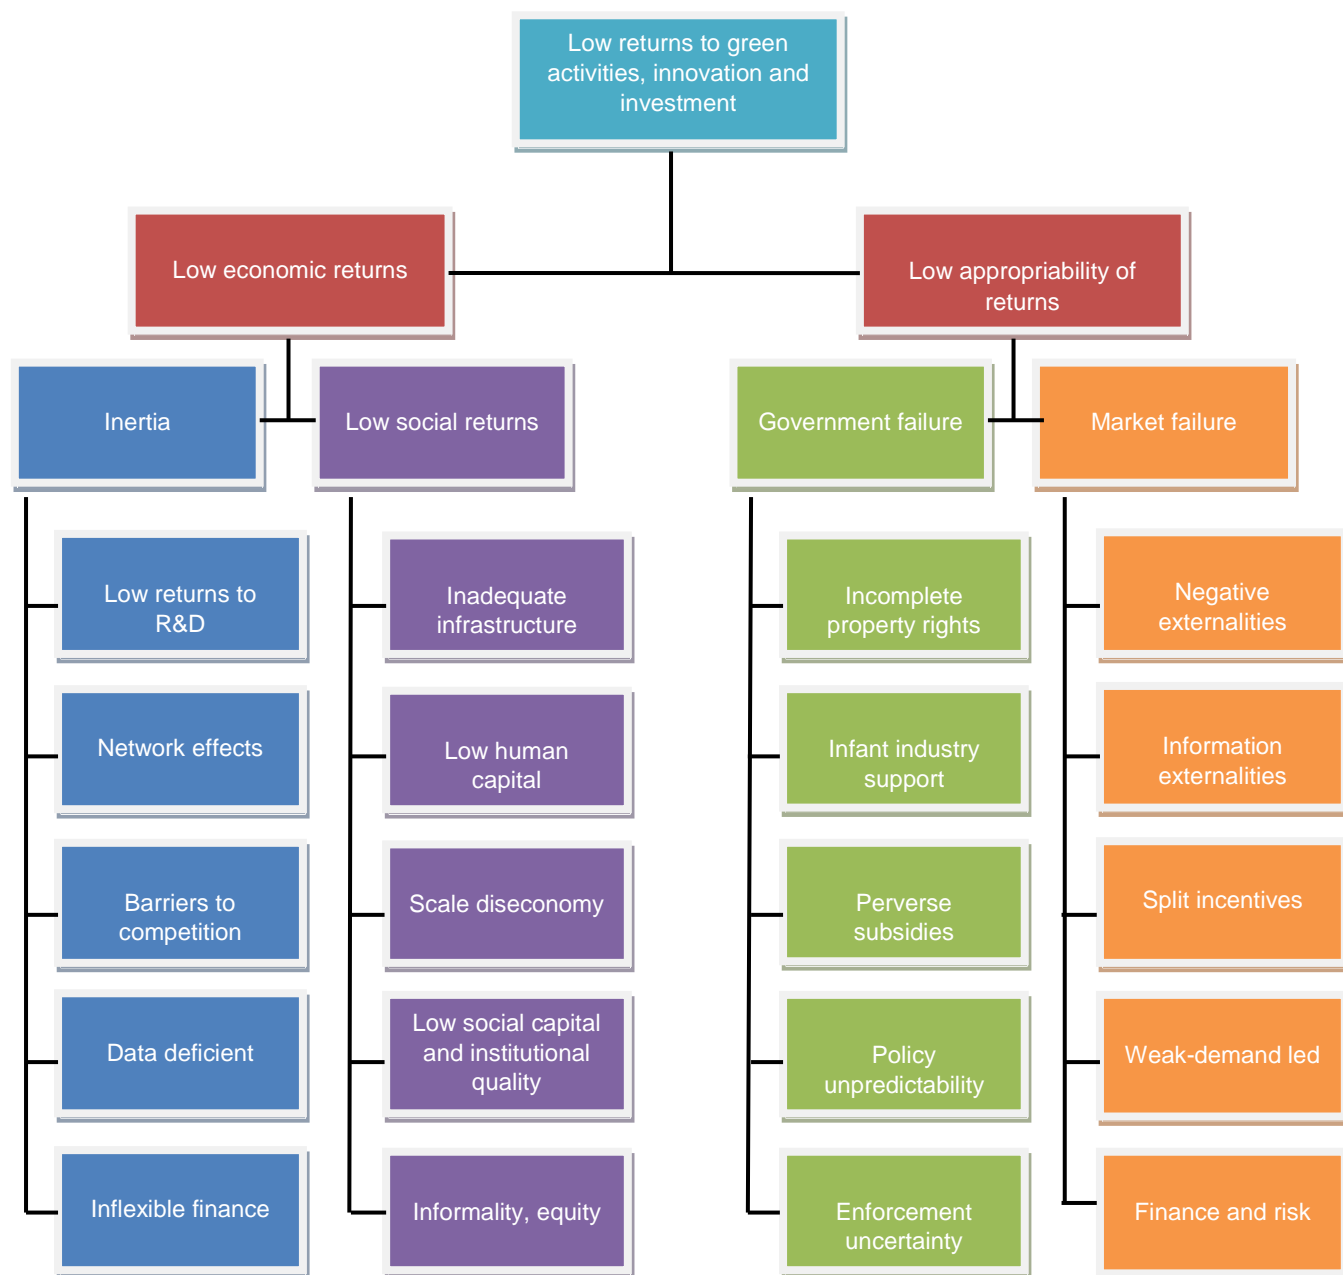 Low returns to green
activities, innovation and
investment
Low economic returns
Low appropriability of
returns
Inertia
Low social returns
Government failure
Market failure
Low returns to
R&D
Network effects
Barriers to
competition
Data deficient
Inflexible finance
Inadequate
infrastructure
Low human
capital
Scale diseconomy
Low social capital
and institutional
quality
Informality, equity
Incomplete
property rights
Infant industry
support
Perverse
subsidies
Policy
unpredictability
Enforcement
uncertainty
Negative
externalities
Information
externalities
Split incentives
Weak-demand led
Finance and risk